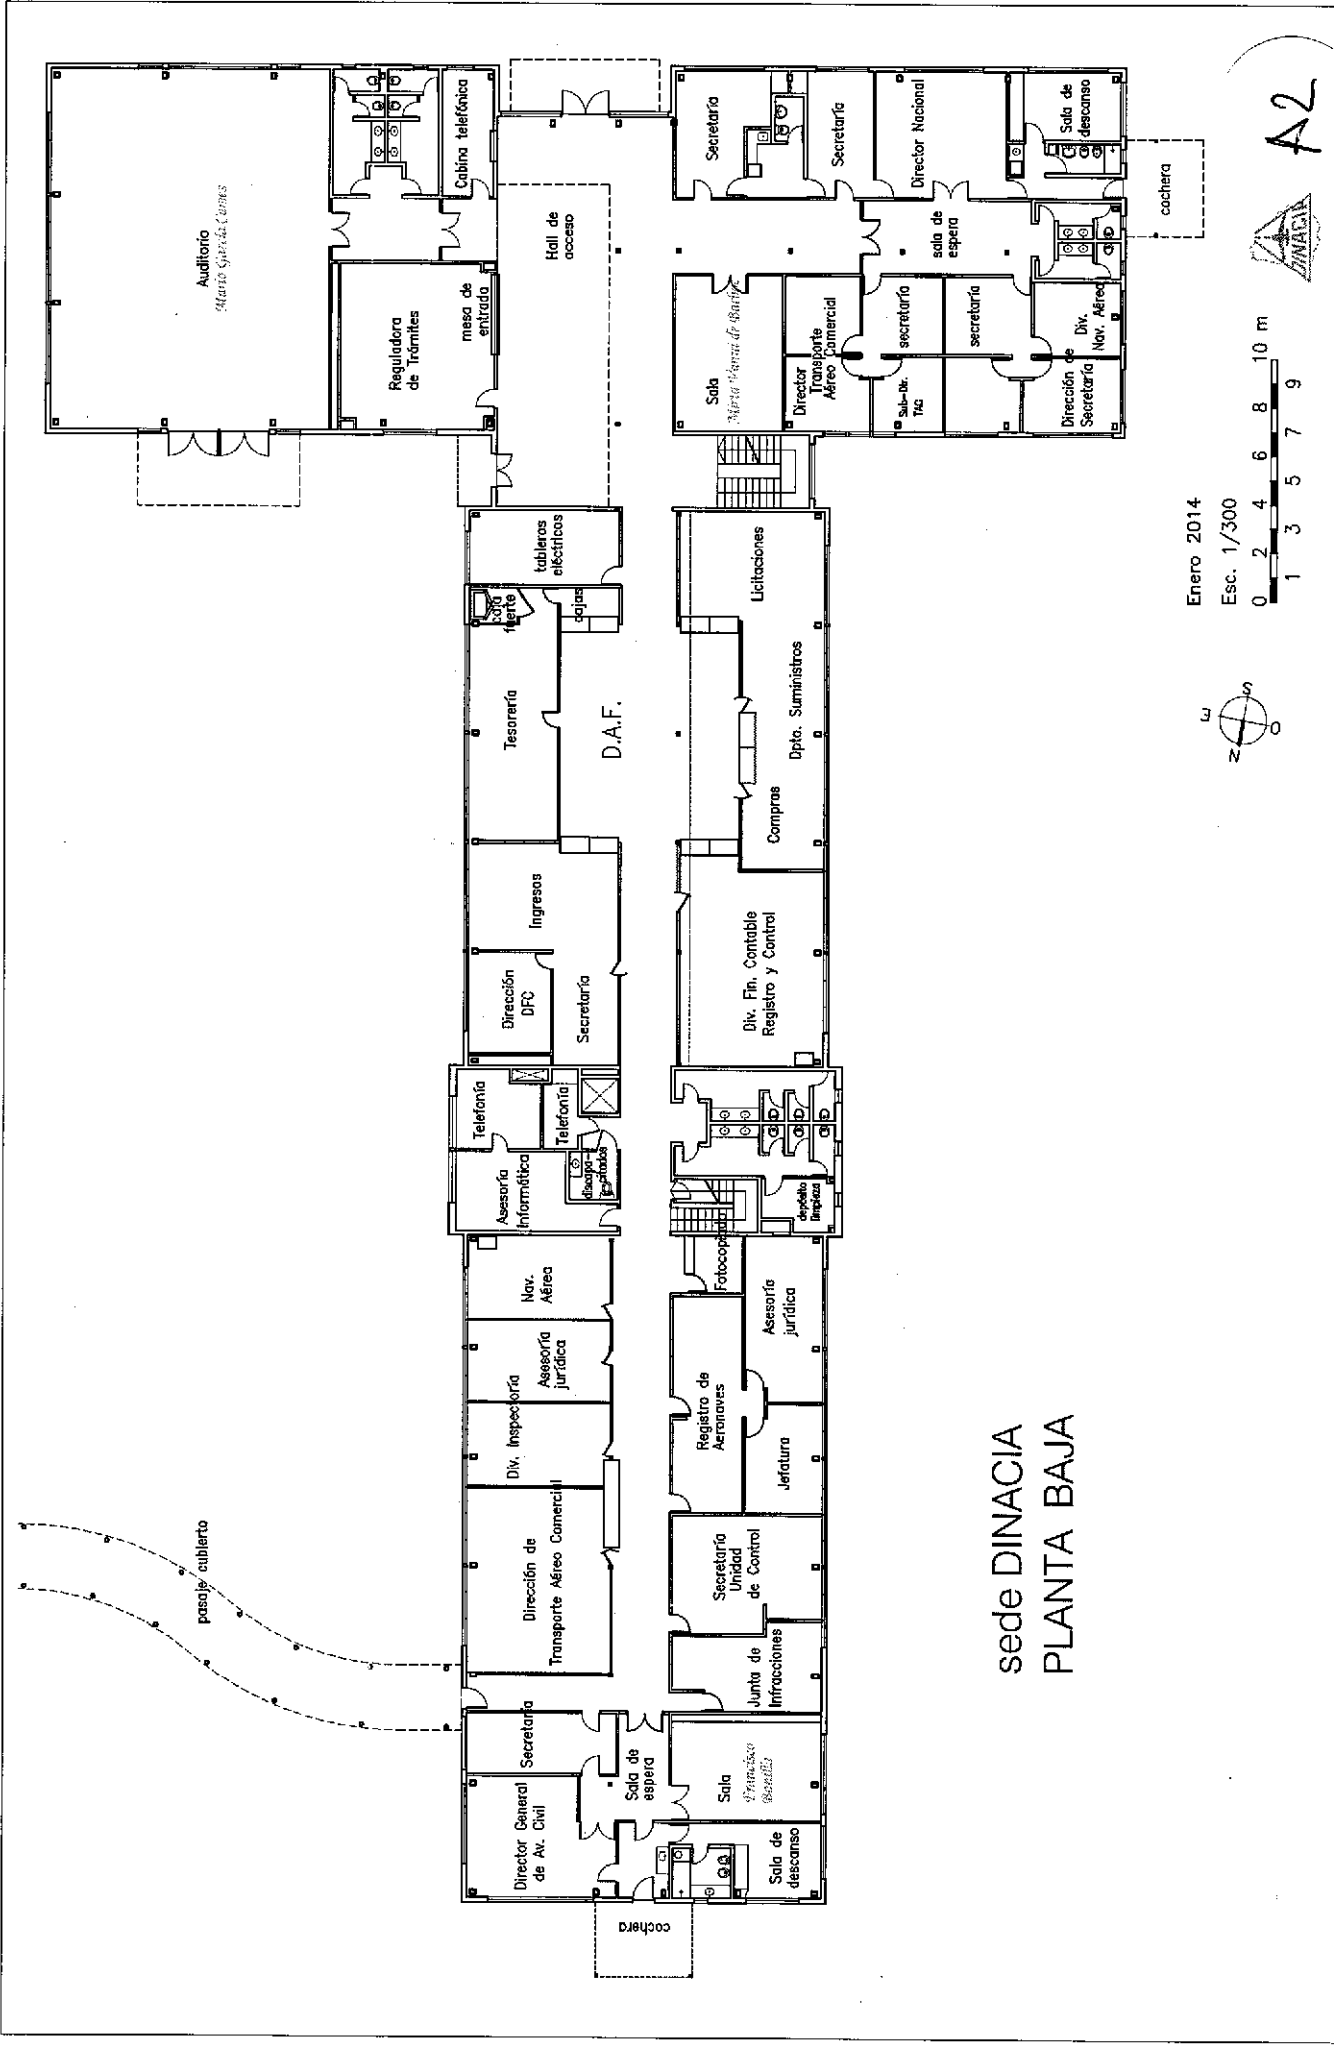 Auditorio
Mario García Cames
Cabina telefónica
Reguladora
de Trámites
mesa de
entrada
Hall de
acceso
Secretaría
Secretaría
Director Nacional
Sala de
descanso
sala de
espera
cochera
Sala
Director
Transporte
Aéreo Comercial
secretaría
Sub-Dir.
TAC
secretaría
Div.
Nav. Aérea
Dirección de
Secretaría
tableros
eléctricos
caja
fuerte
cajas
Tesorería
D.A.F.
Licitaciones
Dpto. Suministros
Compras
Ingresos
Dirección
DFC
Secretaría
Div. Fin. Contable
Registro y Control
Telefonía
Telefonía
Asesoría
Informática
discapa-
citados
depósito
limpieza
Fotocopiado
Nav.
Aérea
Asesoría
jurídica
Asesoría
jurídica
Div. Inspectoría
Registro de
Aeronaves
Jefatura
Dirección de
Transporte Aéreo Comercial
Secretaría
Unidad
de Control
Junta de
Infracciones
pasaje cubierto
Secretaría
Sala de
espera
Sala
Francisco
Bonilla
Director General
de Av. Civil
Sala de
descanso
cochera
sede DINACIA
PLANTA BAJA
N
E
S
O
Enero 2014
Esc. 1/300
0 2 4 6 8 10 m
1 3 5 7 9
DINACIA
A2